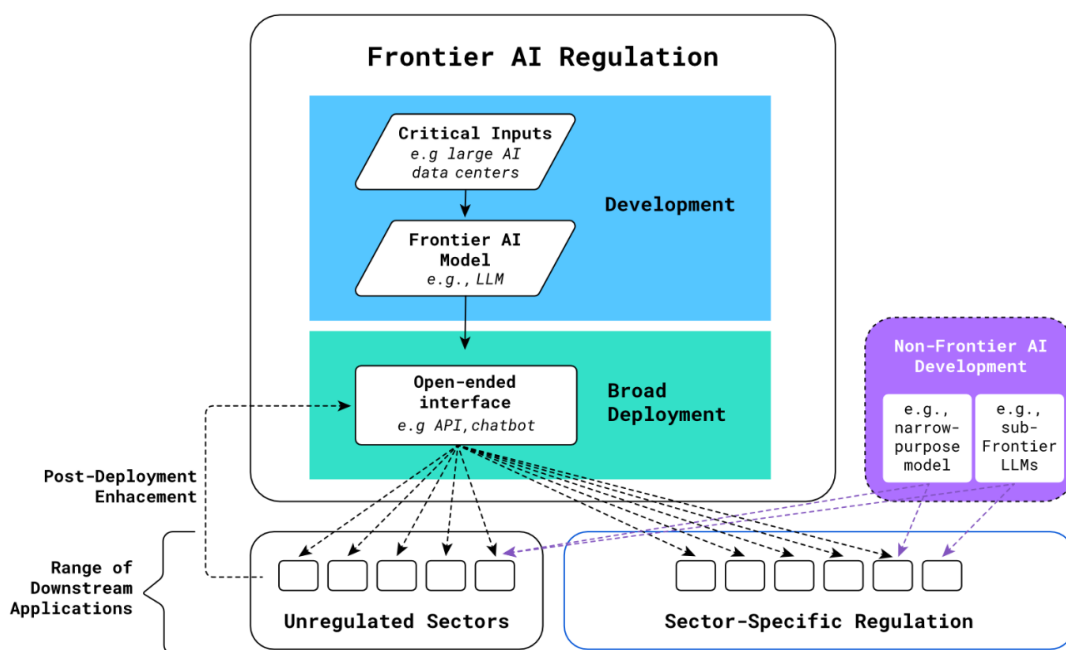 Frontier AI Regulation
Critical Inputs
e.g large AI
data centers
Development
Frontier AI
Model
e.g., LLM
Non-Frontier AI
Development
e.g.,
narrow-
purpose
model
e.g.,
sub-
Frontier
LLMs
Open-ended
interface
e.g API,chatbot
Broad
Deployment
Post-Deployment
Enhacement
Range of
Downstream
Applications
Unregulated Sectors
Sector-Specific Regulation